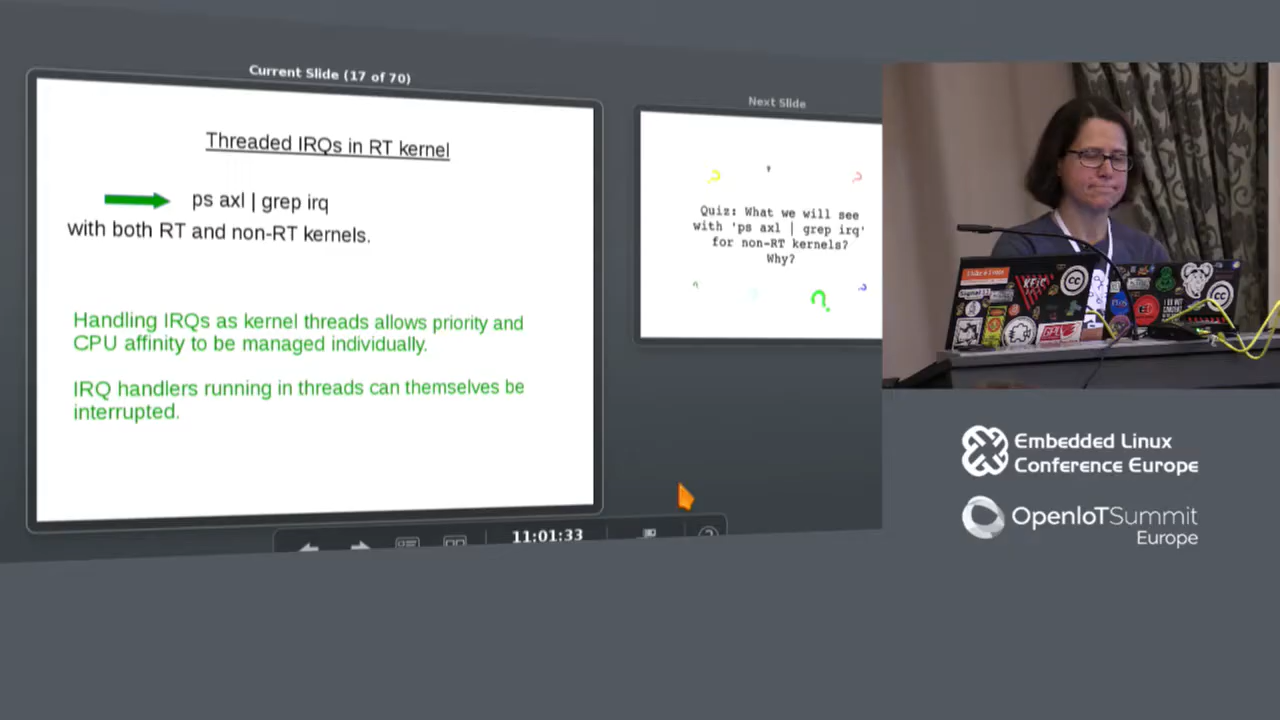 Current Slide (17 of 70)
Threaded IRQs in RT kernel
ps axl | grep irq
with both RT and non-RT kernels.
Handling IRQs as kernel threads allows priority and
CPU affinity to be managed individually.
IRQ handlers running in threads can themselves be
interrupted.
11:01:33
Next Slide
Quiz: What we will see
with 'ps axl | grep irq'
for non-RT kernels?
Why?
Embedded Linux
Conference Europe
OpenIoTSummit
Europe